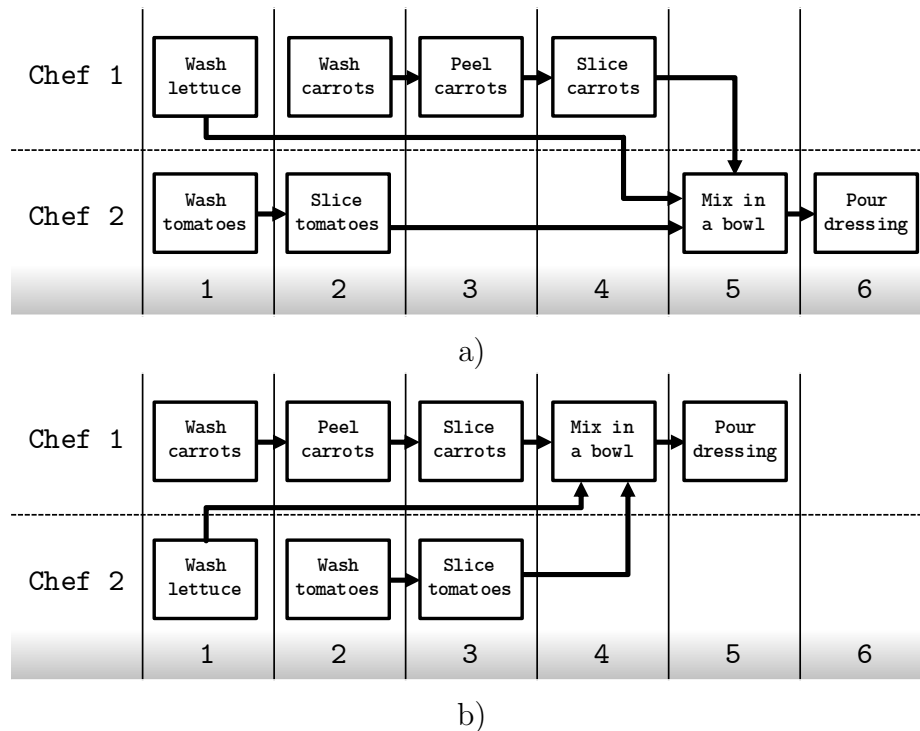 Chef 1
Wash
lettuce
Wash
carrots
Peel
carrots
Slice
carrots
Chef 2
Wash
tomatoes
Slice
tomatoes
Mix in
a bowl
Pour
dressing
1 2 3 4 5 6
a)
Chef 1
Wash
carrots
Peel
carrots
Slice
carrots
Mix in
a bowl
Pour
dressing
Chef 2
Wash
lettuce
Wash
tomatoes
Slice
tomatoes
1 2 3 4 5 6
b)